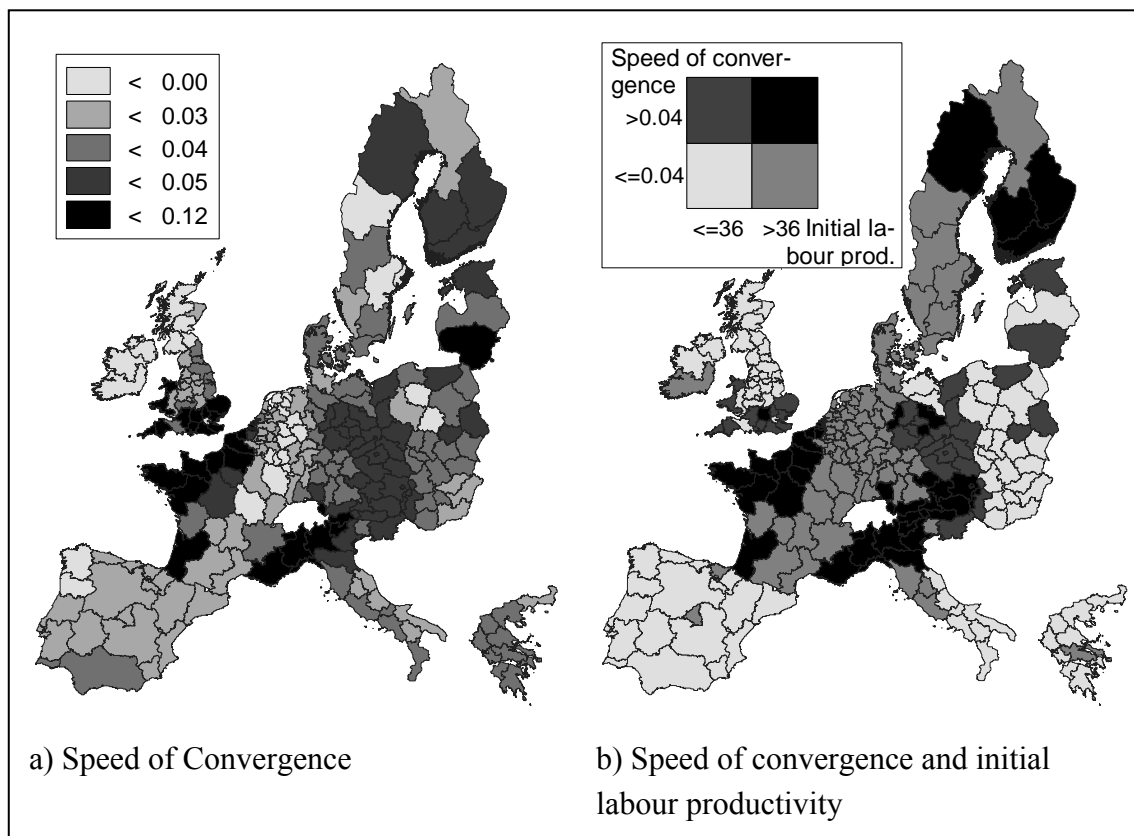 < 0.00
< 0.03
< 0.04
< 0.05
< 0.12
Speed of conver-
gence
>0.04
<=0.04
<=36 >36 Initial la-
bour prod.
a) Speed of Convergence
b) Speed of convergence and initial
labour productivity